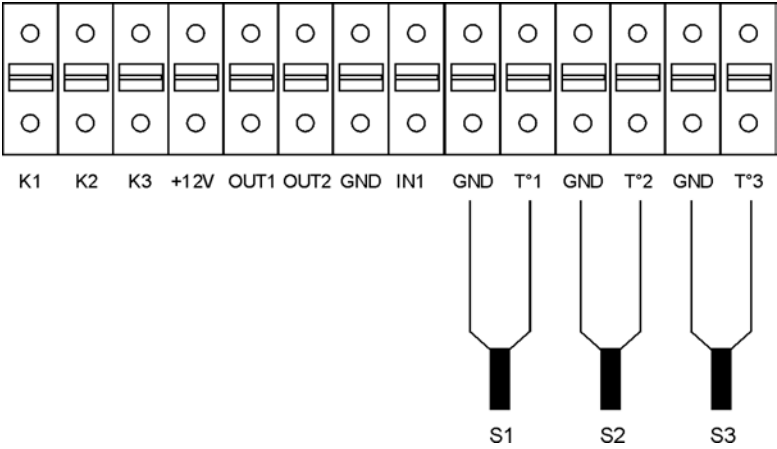 K1 K2 K3 +12V OUT1 OUT2 GND IN1 GND T°1 GND T°2 GND T°3
S1 S2 S3